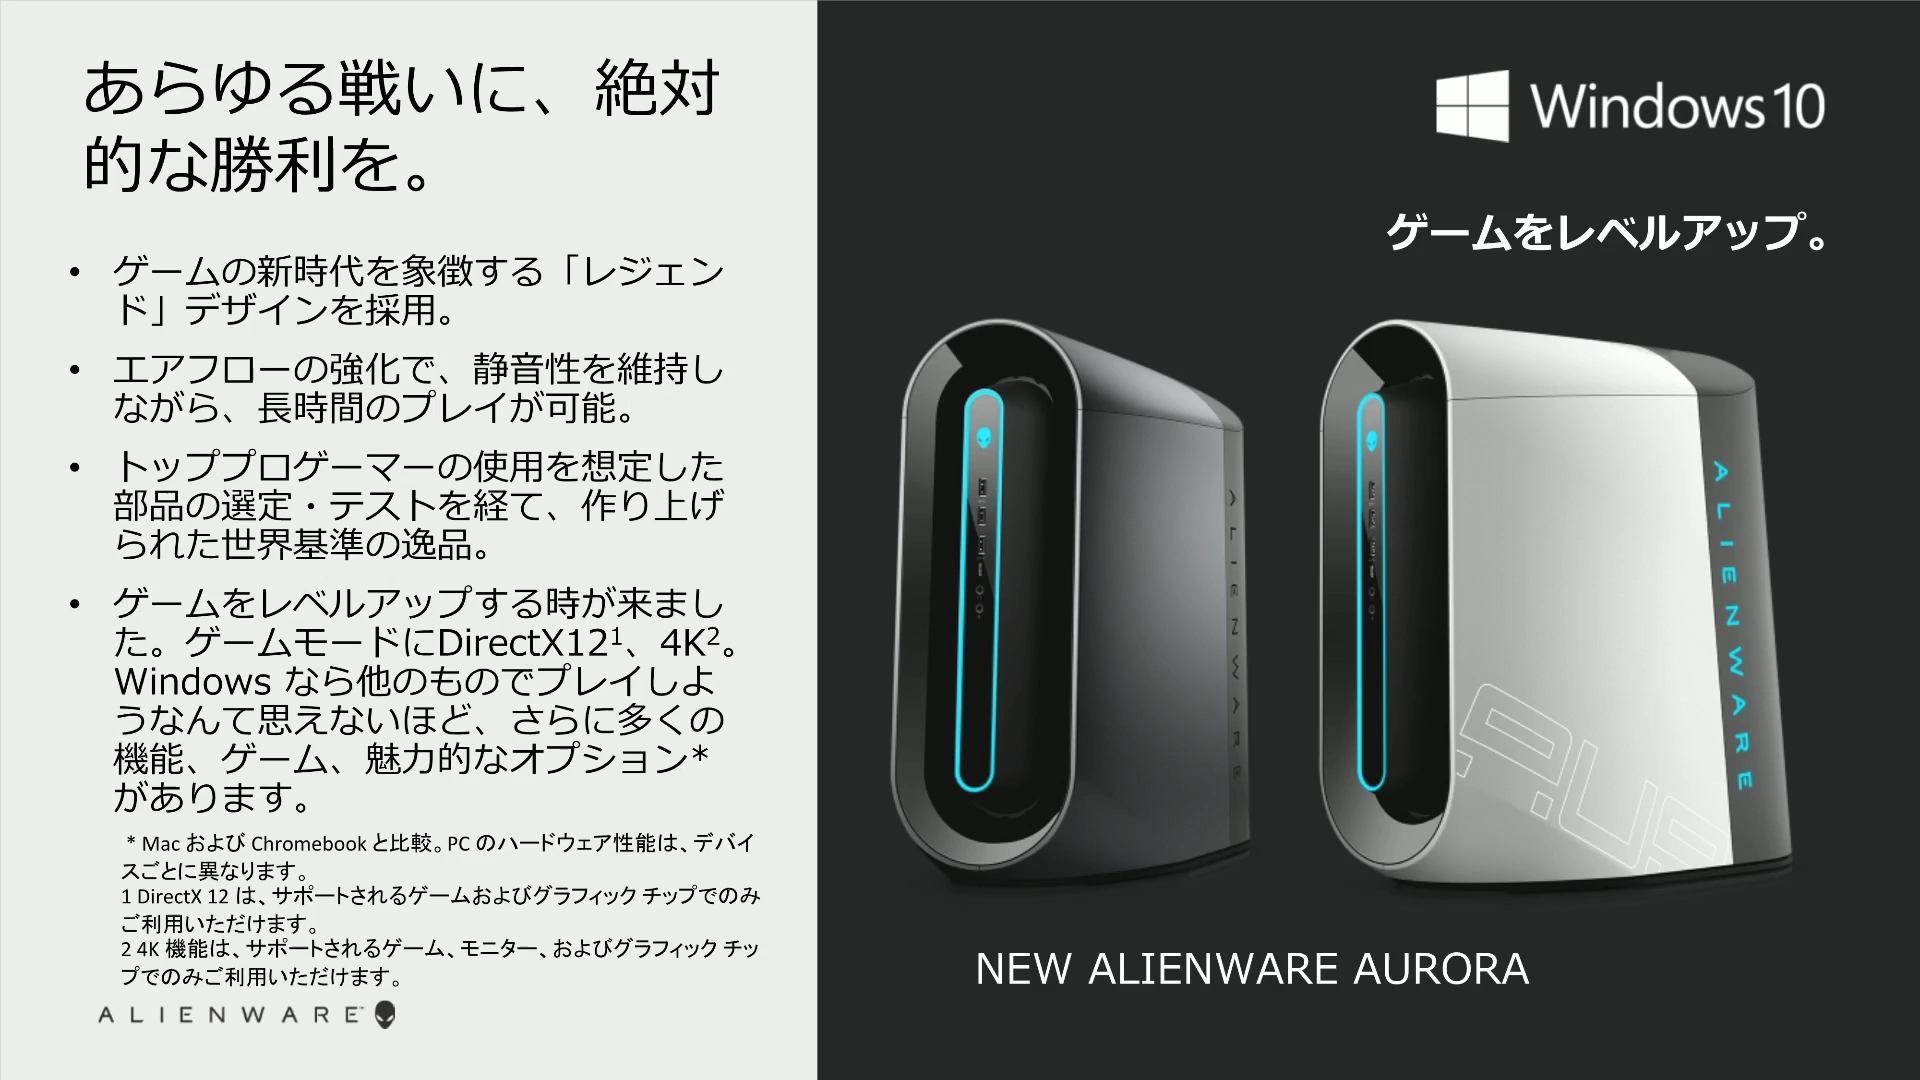 あらゆる戦いに、絶対
的な勝利を。
• ゲームの新時代を象徴する「レジェン
ド」デザインを採用。
• エアフローの強化で、静音性を維持し
ながら、長時間のプレイが可能。
• トッププロゲーマーの使用を想定した
部品の選定・テストを経て、作り上げ
られた世界基準の逸品。
• ゲームをレベルアップする時が来まし
た。ゲームモードにDirectX12¹、4K²。
Windows なら他のものでプレイしよ
うなんて思えないほど、さらに多くの
機能、ゲーム、魅力的なオプション*
があります。
* Mac および Chromebook と比較。PC のハードウェア性能は、デバイ
スごとに異なります。
1 DirectX 12 は、サポートされるゲームおよびグラフィック チップでのみ
ご利用いただけます。
2 4K 機能は、サポートされるゲーム、モニター、およびグラフィック チッ
プでのみご利用いただけます。
ALIENWARE
Windows 10
ゲームをレベルアップ。
ALIENWARE
ALIENWARE
NEW ALIENWARE AURORA